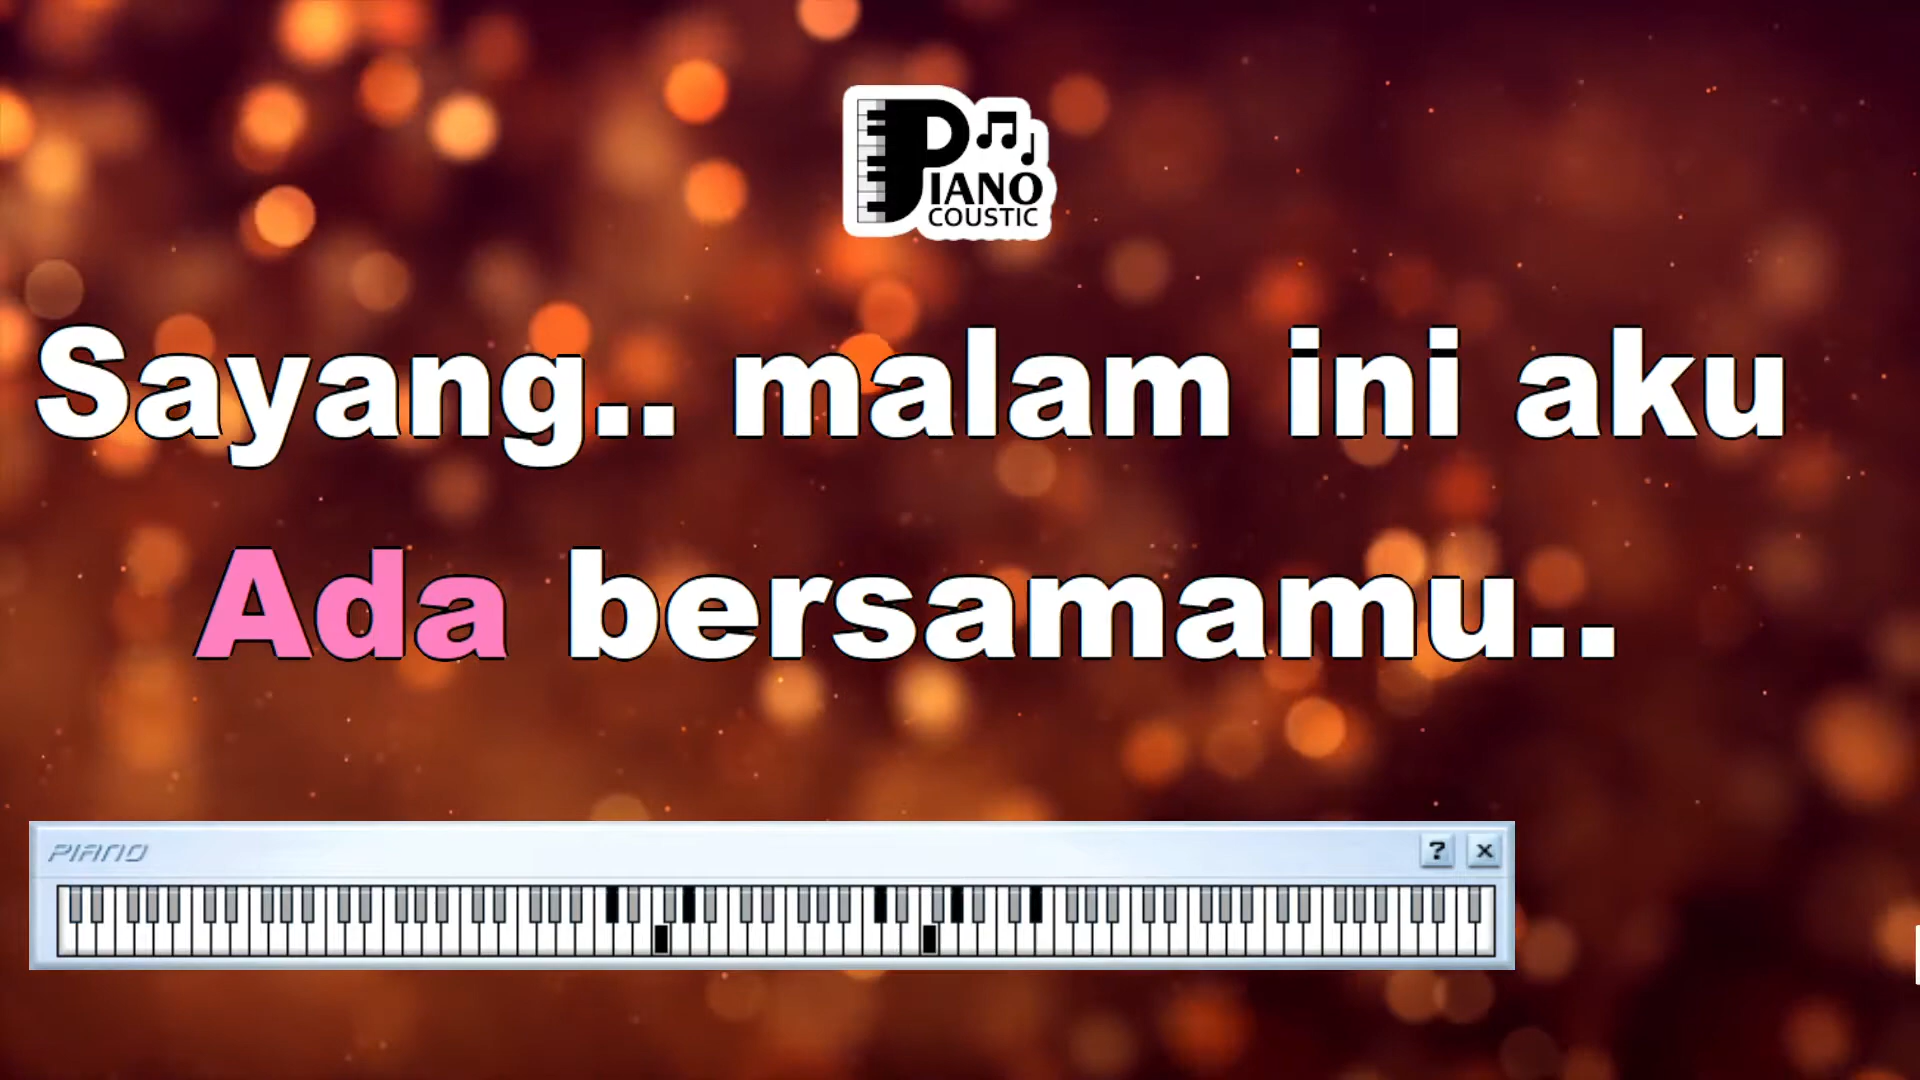 PIANO
COUSTIC
Sayang.. malam ini aku
Ada bersamamu..
PIANO
? x